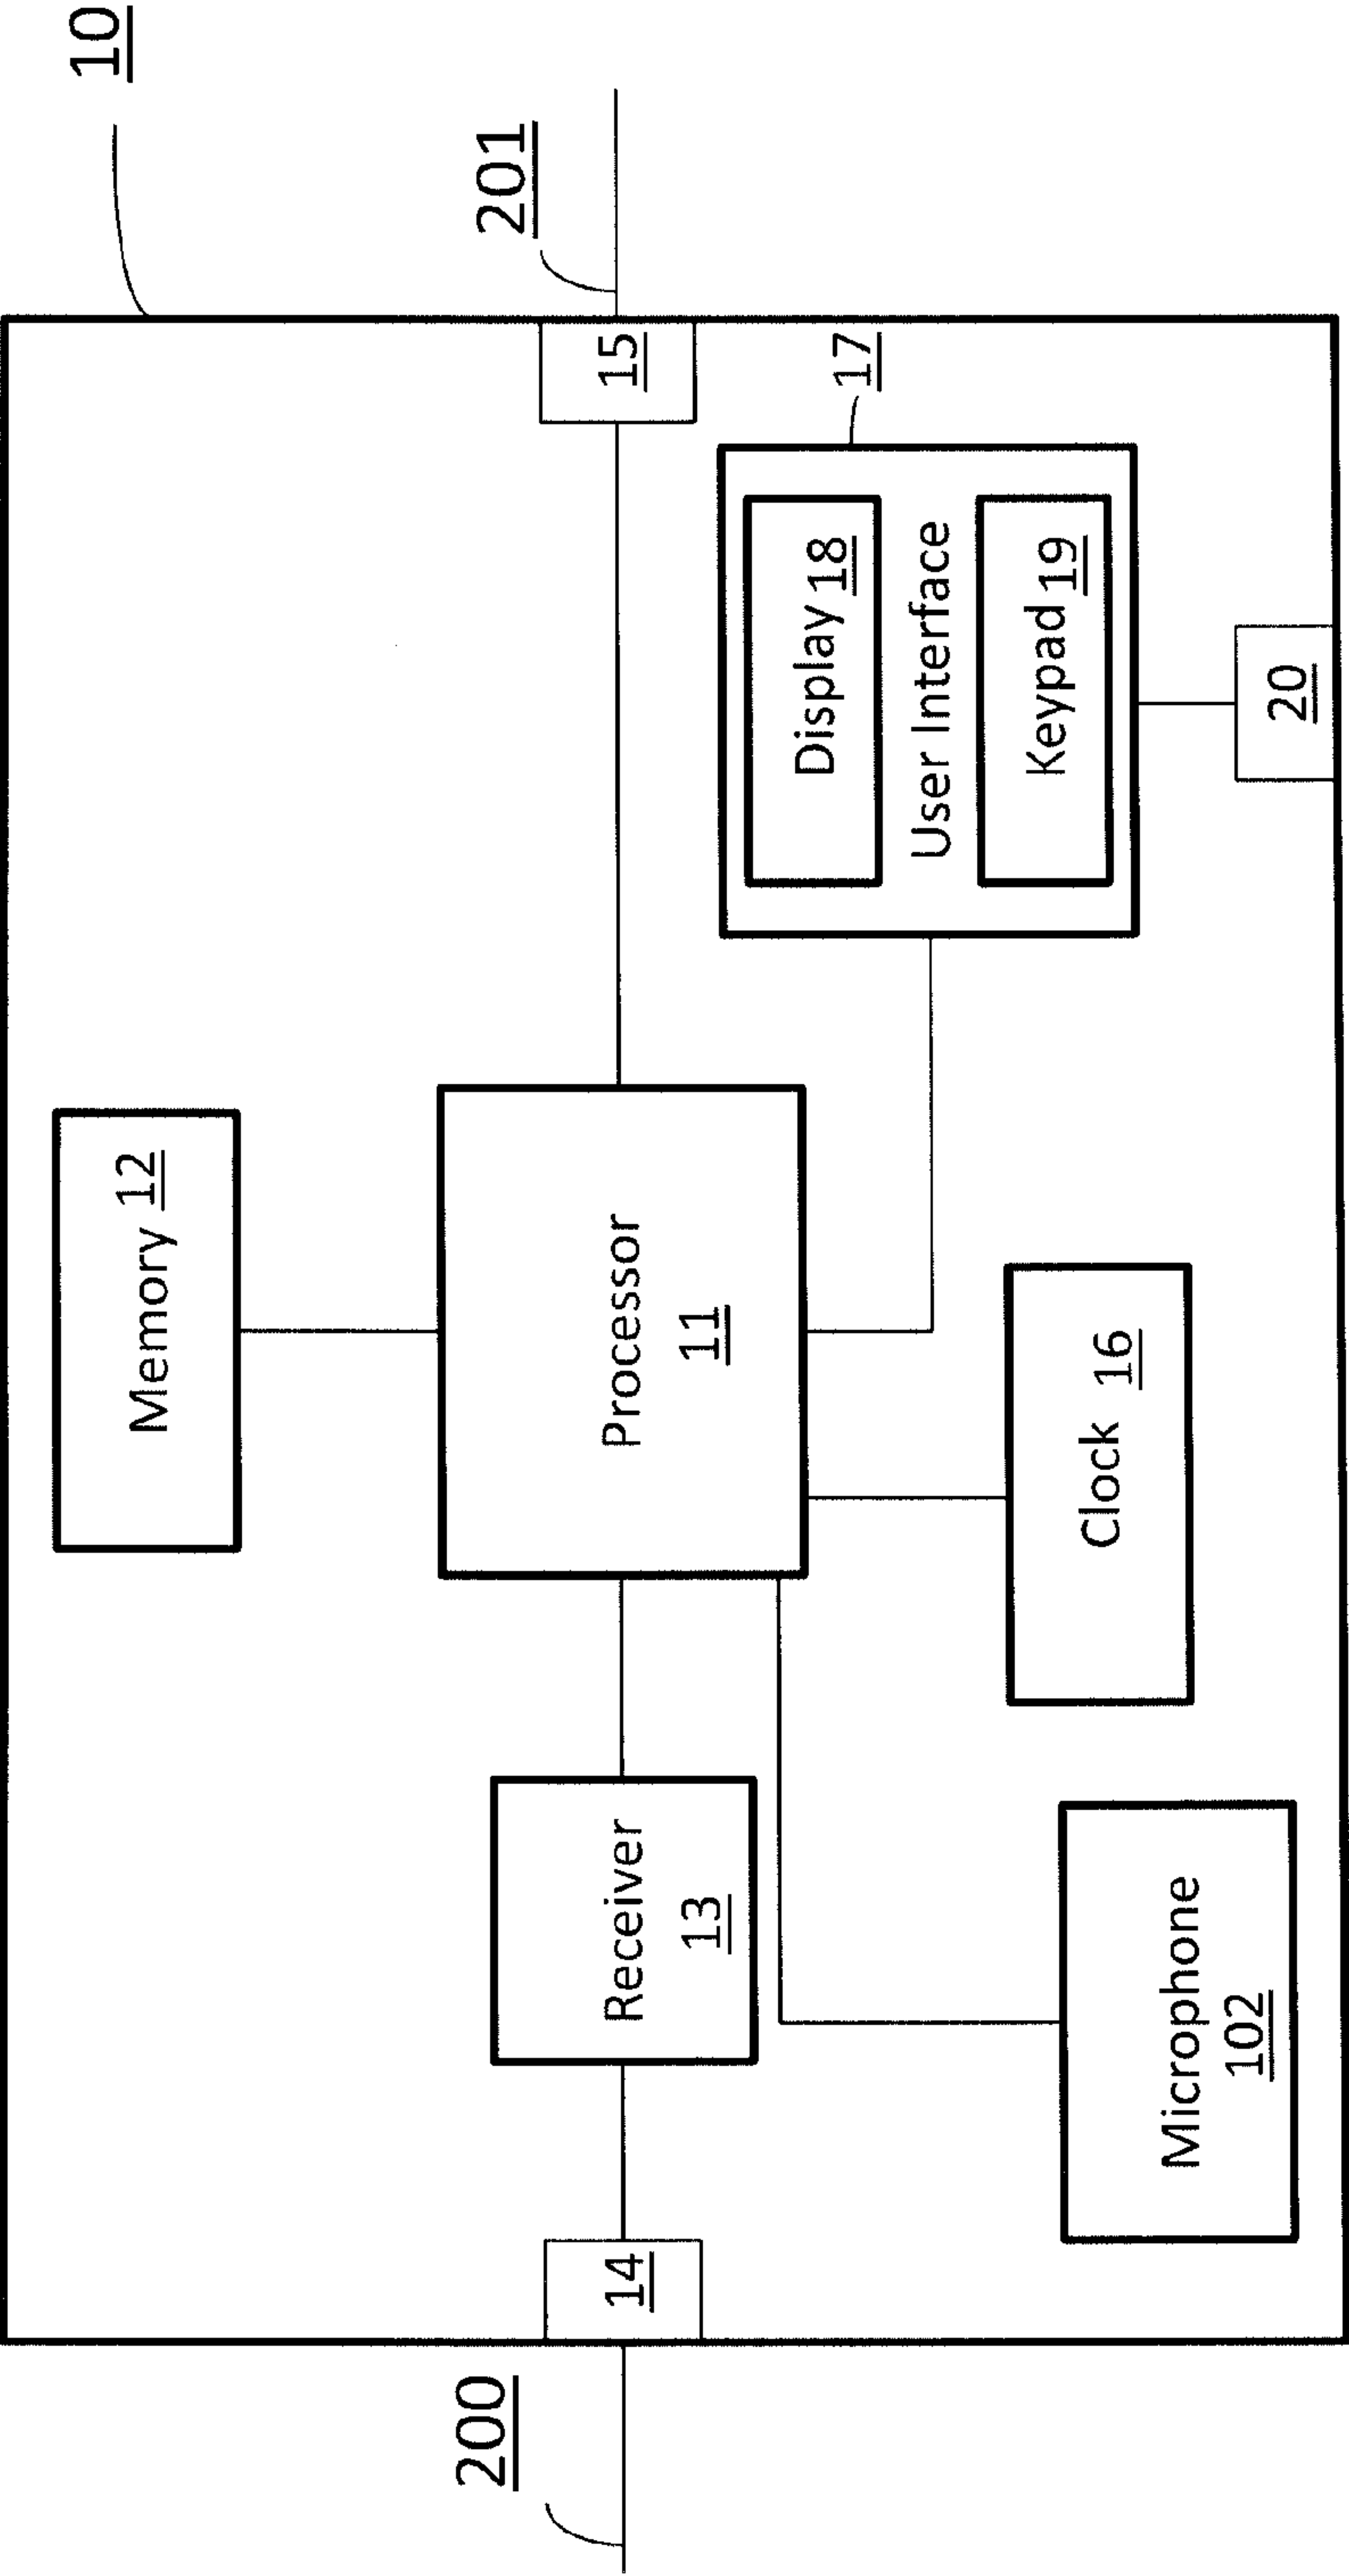 10
201
200
Memory 12
Processor
11
Receiver
13
14
15
17
Display 18
User Interface
Keypad 19
20
Clock 16
Microphone
102